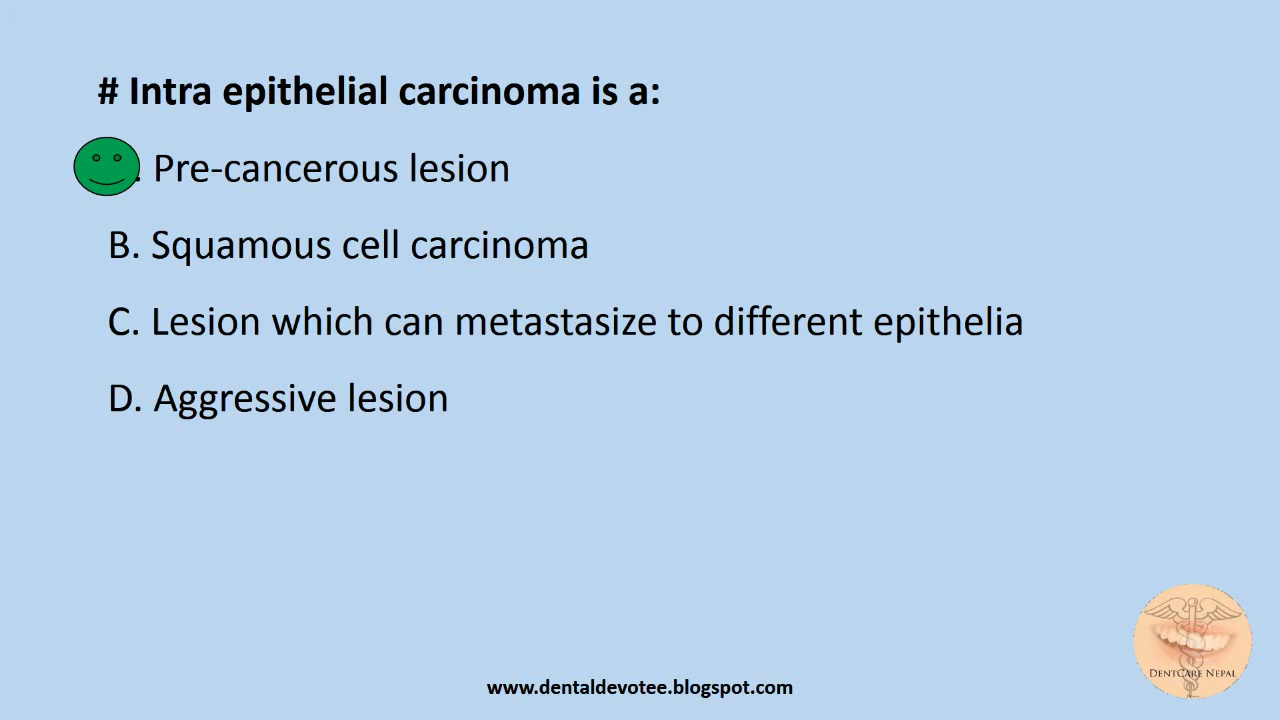 # Intra epithelial carcinoma is a:
. Pre-cancerous lesion
B. Squamous cell carcinoma
C. Lesion which can metastasize to different epithelia
D. Aggressive lesion
DENTCARE NEPAL
www.dentaldevotee.blogspot.com